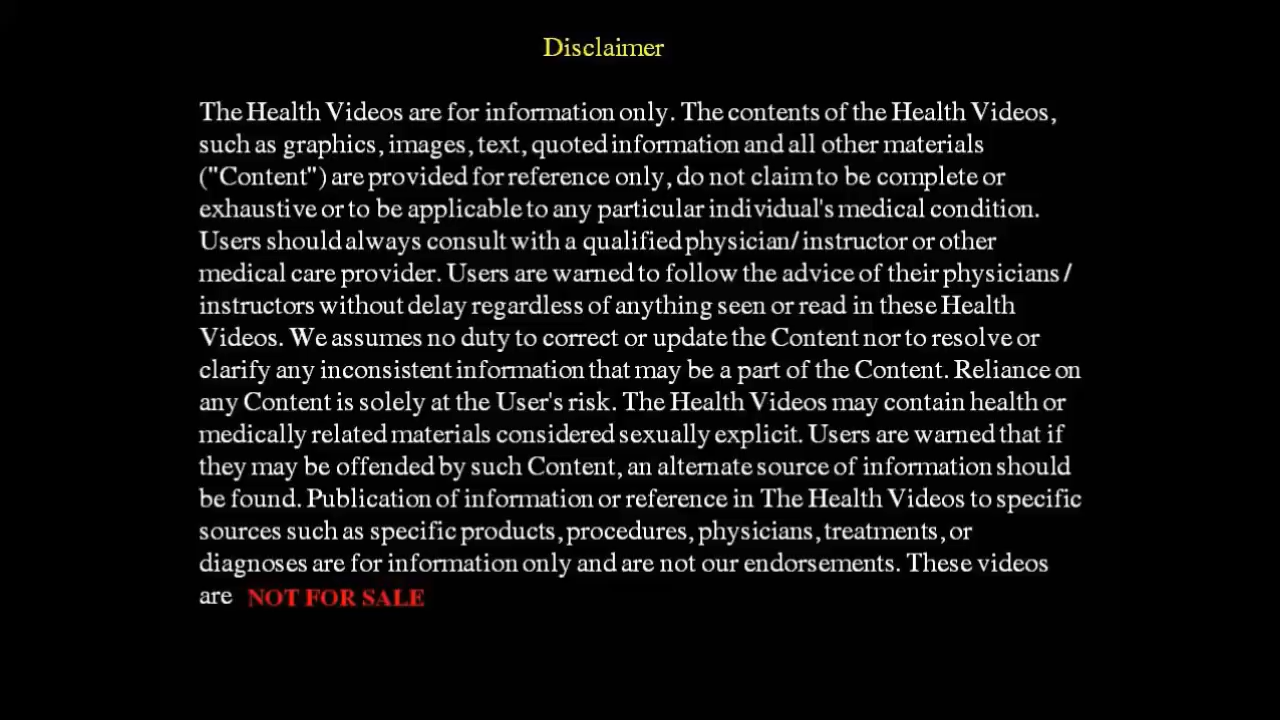 Disclaimer
The Health Videos are for information only. The contents of the Health Videos,
such as graphics, images, text, quoted information and all other materials
("Content") are provided for reference only, do not claim to be complete or
exhaustive or to be applicable to any particular individual's medical condition.
Users should always consult with a qualified physician/ instructor or other
medical care provider. Users are warned to follow the advice of their physicians /
instructors without delay regardless of anything seen or read in these Health
Videos. We assumes no duty to correct or update the Content nor to resolve or
clarify any inconsistent information that may be a part of the Content. Reliance on
any Content is solely at the User's risk. The Health Videos may contain health or
medically related materials considered sexually explicit. Users are warned that if
they may be offended by such Content, an alternate source of information should
be found. Publication of information or reference in The Health Videos to specific
sources such as specific products, procedures, physicians, treatments, or
diagnoses are for information only and are not our endorsements. These videos
are NOT FOR SALE